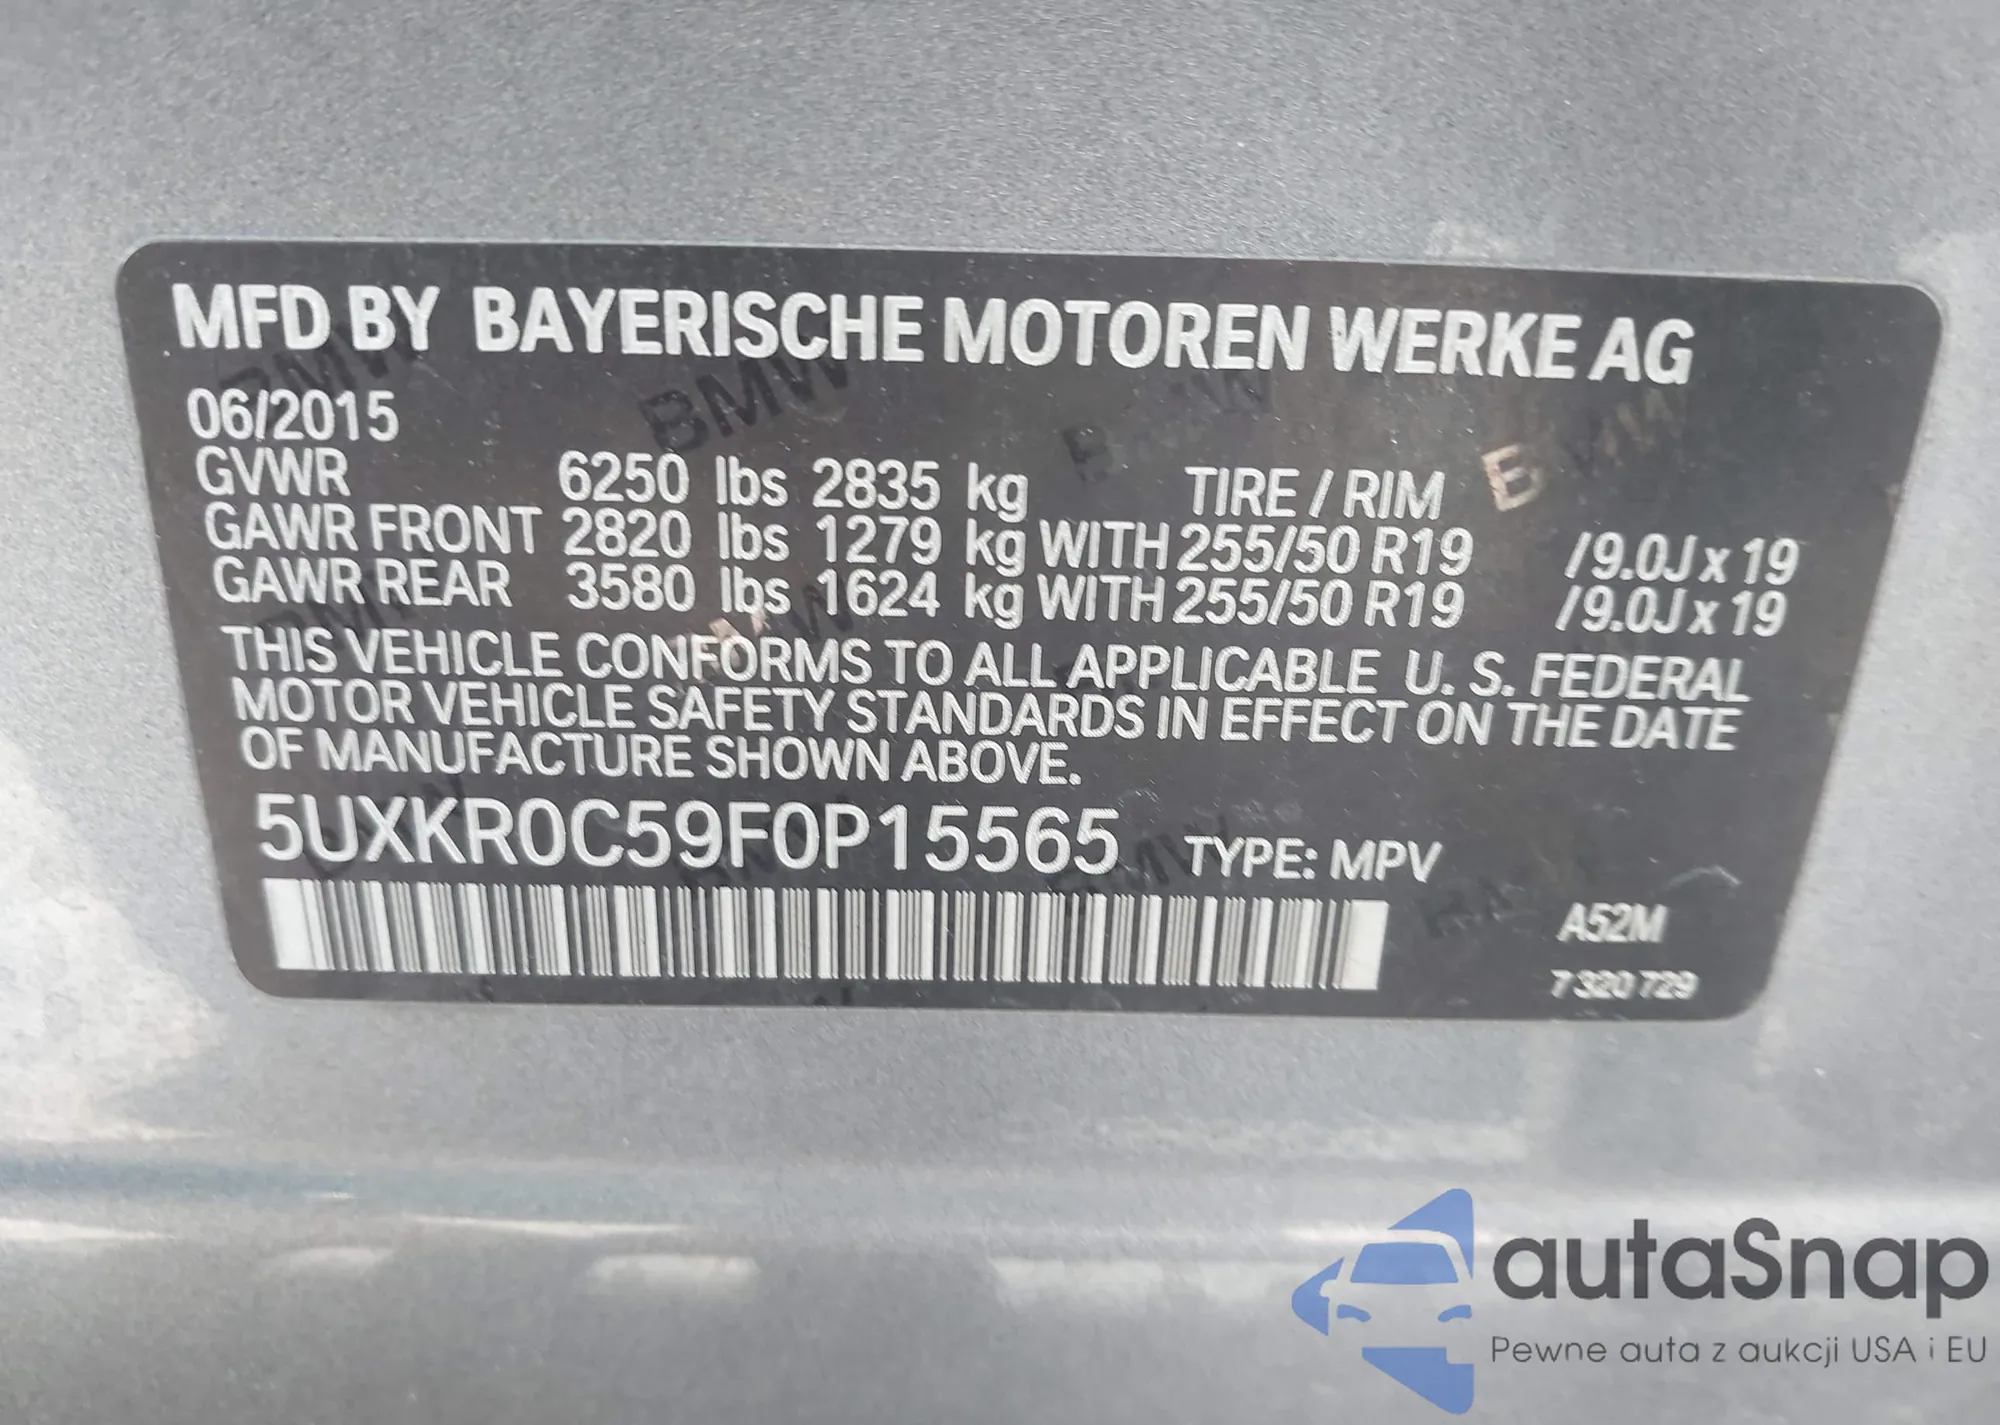 MFD BY BAYERISCHE MOTOREN WERKE AG
06/2015
GVWR 6250 lbs 2835 kg TIRE / RIM
GAWR FRONT 2820 lbs 1279 kg WITH 255/50 R19 /9.0J x 19
GAWR REAR 3580 lbs 1624 kg WITH 255/50 R19 /9.0J x 19
THIS VEHICLE CONFORMS TO ALL APPLICABLE U. S. FEDERAL
MOTOR VEHICLE SAFETY STANDARDS IN EFFECT ON THE DATE
OF MANUFACTURE SHOWN ABOVE.
5UXKR0C59F0P15565 TYPE: MPV
A52M
7 320 729
autaSnap
Pewne auta z aukcji USA i EU